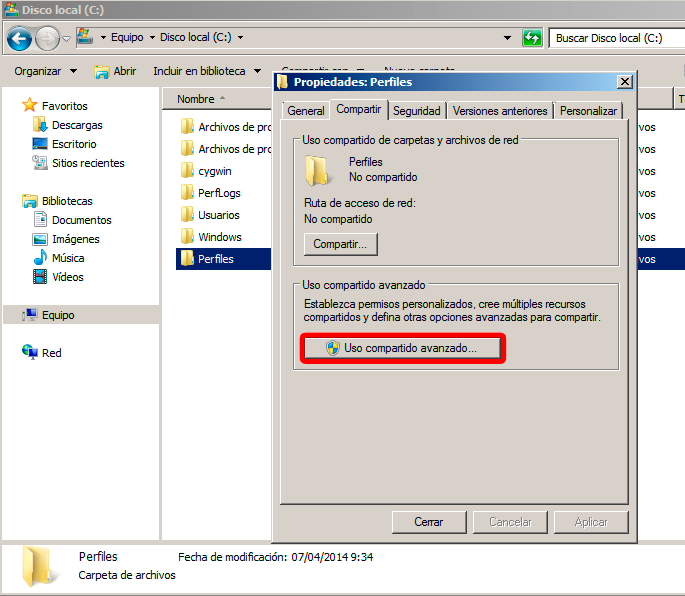 Disco local (C:)
Equipo Disco local (C:)
Buscar Disco local (C:)
Organizar Abrir Incluir en biblioteca
Favoritos
Descargas
Escritorio
Sitios recientes
Bibliotecas
Documentos
Imágenes
Música
Vídeos
Equipo
Red
Nombre
Archivos de pro
Archivos de pro
cygwin
PerfLogs
Usuarios
Windows
Perfiles
Propiedades: Perfiles
General Compartir Seguridad Versiones anteriores Personalizar
Uso compartido de carpetas y archivos de red
Perfiles
No compartido
Ruta de acceso de red:
No compartido
Compartir...
Uso compartido avanzado
Establezca permisos personalizados, cree múltiples recursos
compartidos y defina otras opciones avanzadas para compartir.
Uso compartido avanzado...
Cerrar Cancelar Aplicar
vos
vos
vos
vos
vos
vos
vos
Perfiles Fecha de modificación: 07/04/2014 9:34
Carpeta de archivos